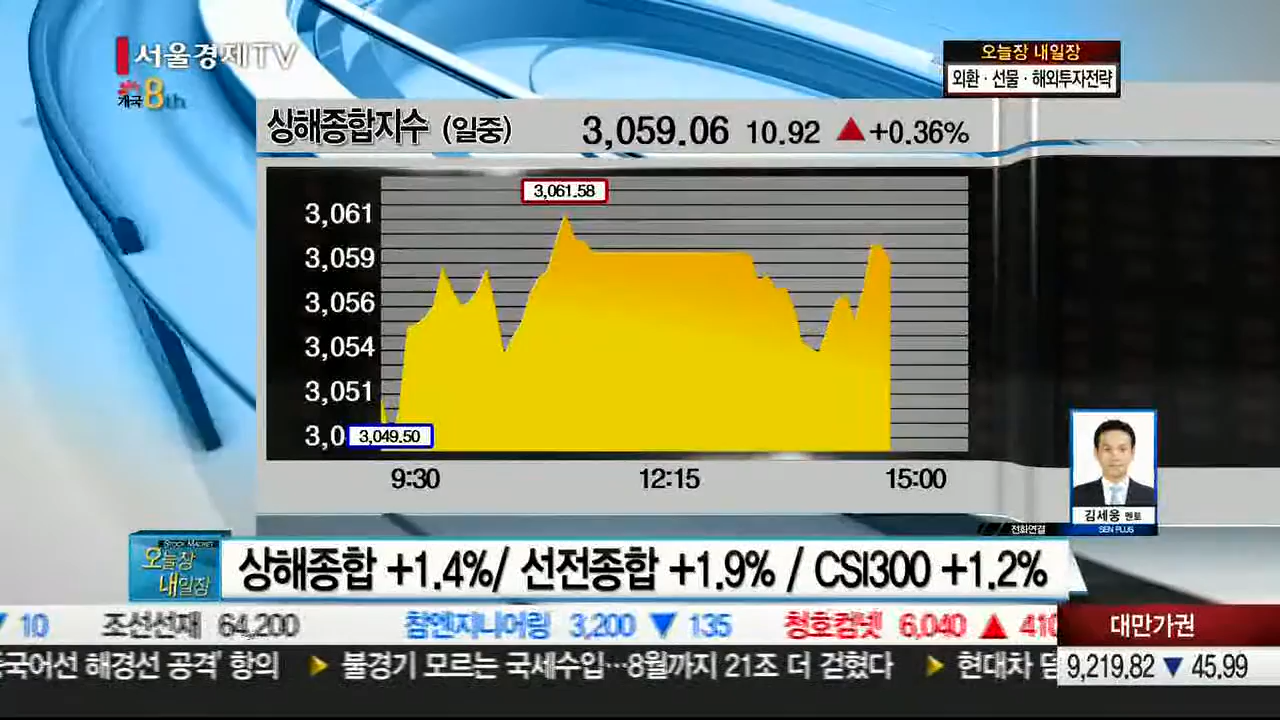 서울경제TV
개국 8th
오늘장 내일장
외환·선물·해외투자전략
상해종합지수 (일중) 3,059.06 10.92 ▲+0.36%
3,061.58
3,061
3,059
3,056
3,054
3,051
3,0
3,049.50
9:30 12:15 15:00
김세웅 멘토
SEN PLUS
전화연결
STOCK MARKET
오늘장
내일장
상해종합 +1.4%/ 선전종합 +1.9% / CSI300 +1.2%
▼ 10 조선선재 64,200 참엔지니어링 3,200 ▼ 135 청호컴넷 6,040 ▲ 410
대만가권
중국어선 해경선 공격' 항의 ▶ 불경기 모르는 국세수입…8월까지 21조 더 걷혔다 ▶ 현대차
9,219.82 ▼ 45.99